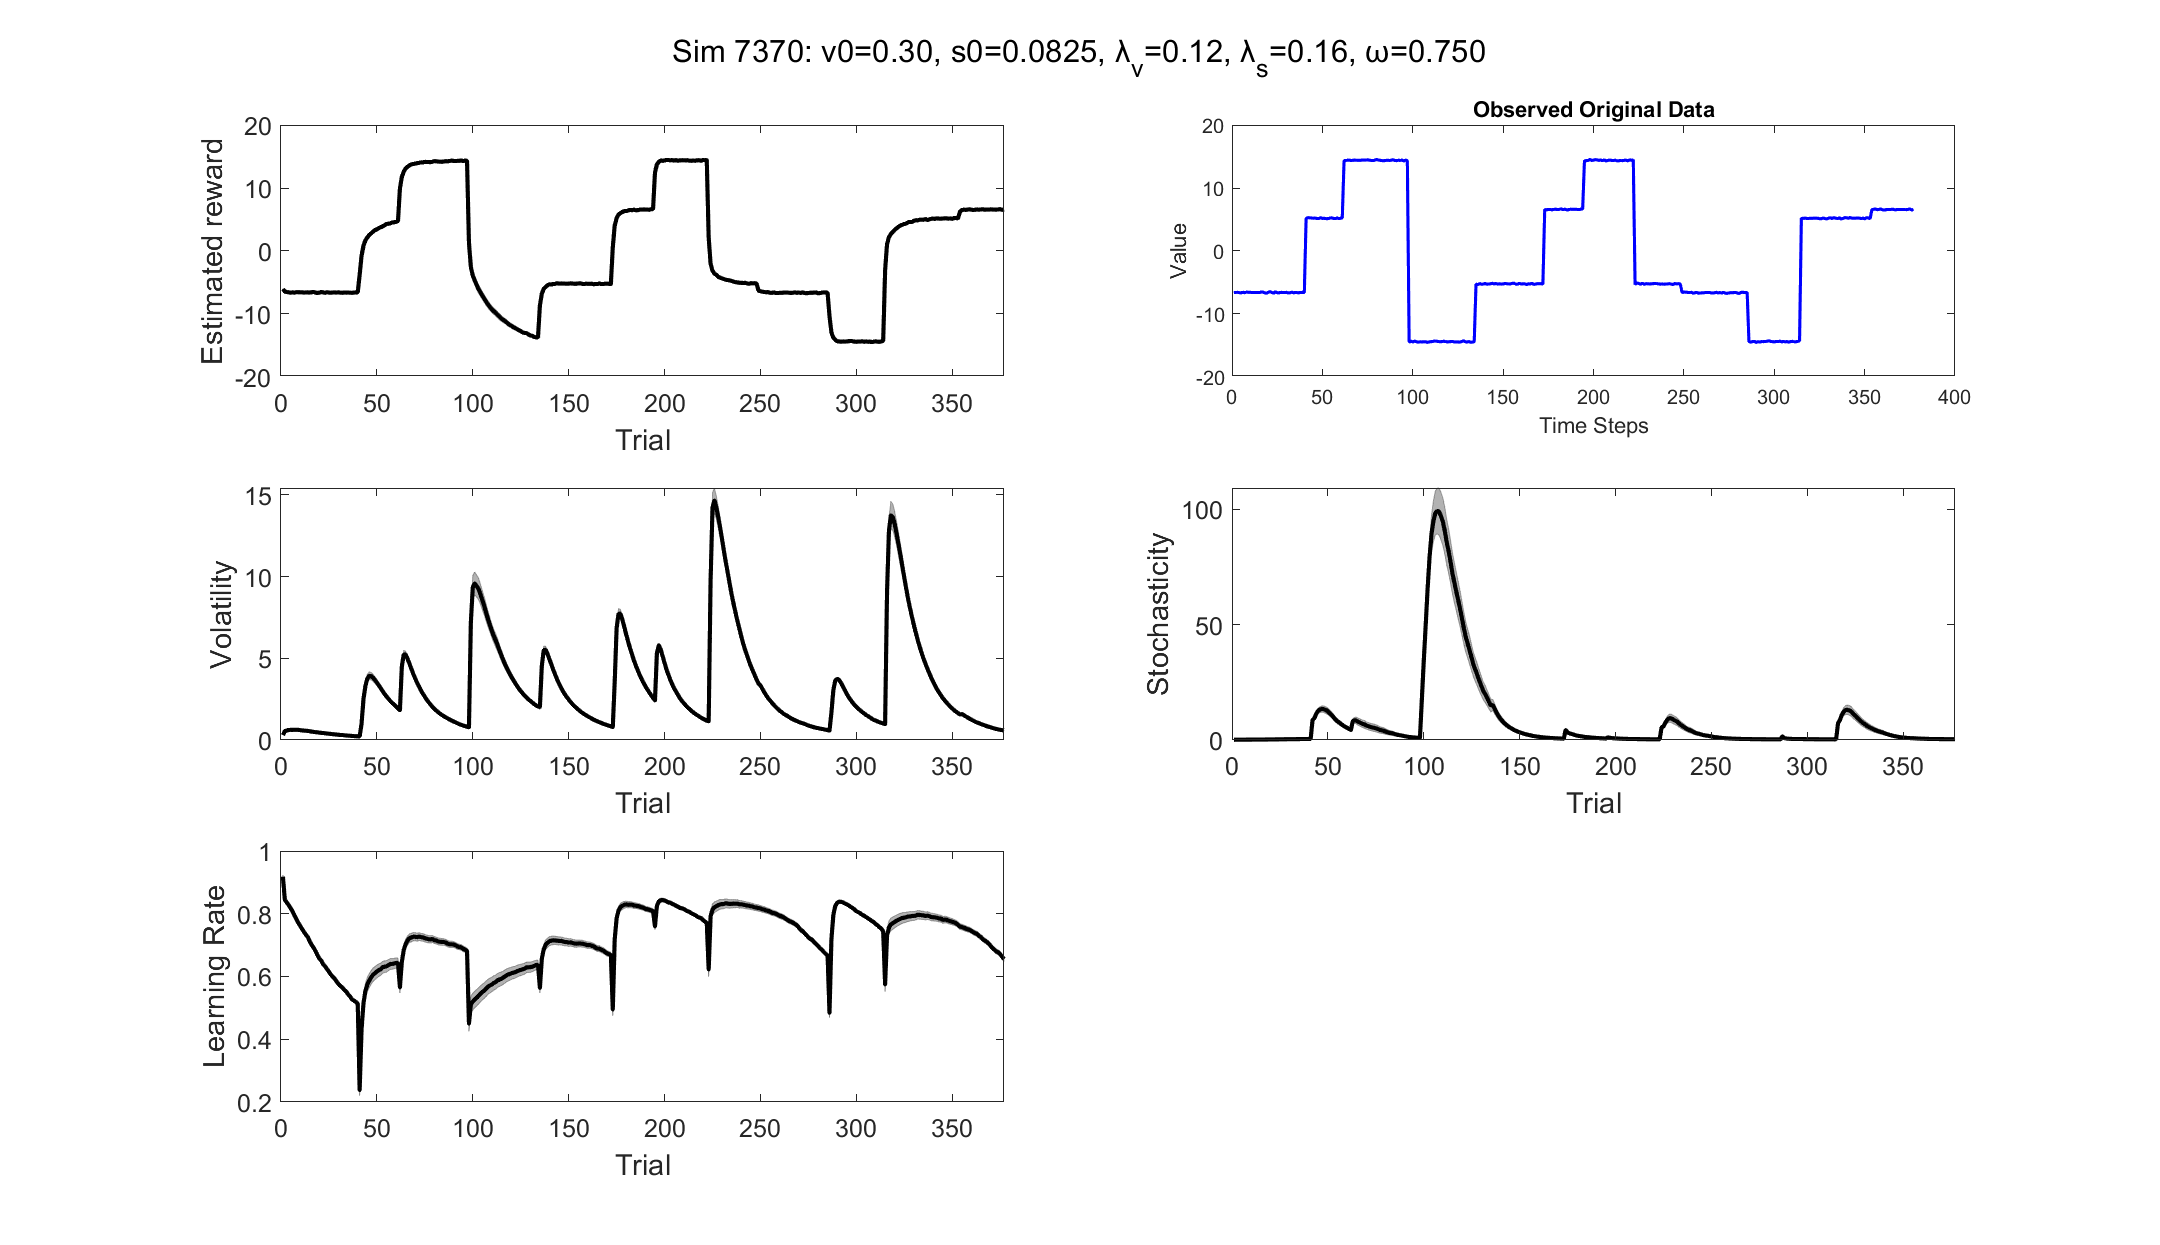 Sim 7370: v0=0.30, s0=0.0825, λv=0.12, λs=0.16, ω=0.750
Estimated reward
20
10
0
-10
-20
0 50 100 150 200 250 300 350
Trial
Observed Original Data
Value
20
10
0
-10
-20
0 50 100 150 200 250 300 350 400
Time Steps
Volatility
15
10
5
0
0 50 100 150 200 250 300 350
Trial
Stochasticity
100
50
0
0 50 100 150 200 250 300 350
Trial
Learning Rate
1
0.8
0.6
0.4
0.2
0 50 100 150 200 250 300 350
Trial